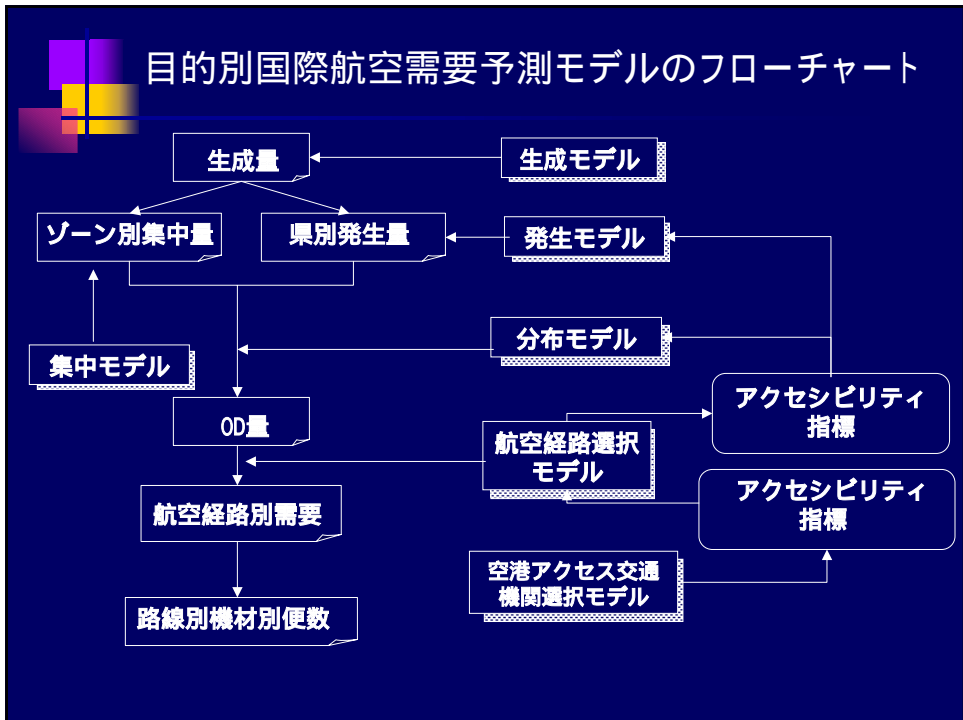 目的別国際航空需要予測モデルのフローチャート
生成量
生成モデル
ゾーン別集中量
県別発生量
発生モデル
分布モデル
集中モデル
アクセシビリティ
指標
OD量
航空経路選択
モデル
アクセシビリティ
指標
航空経路別需要
空港アクセス交通
機関選択モデル
路線別機材別便数